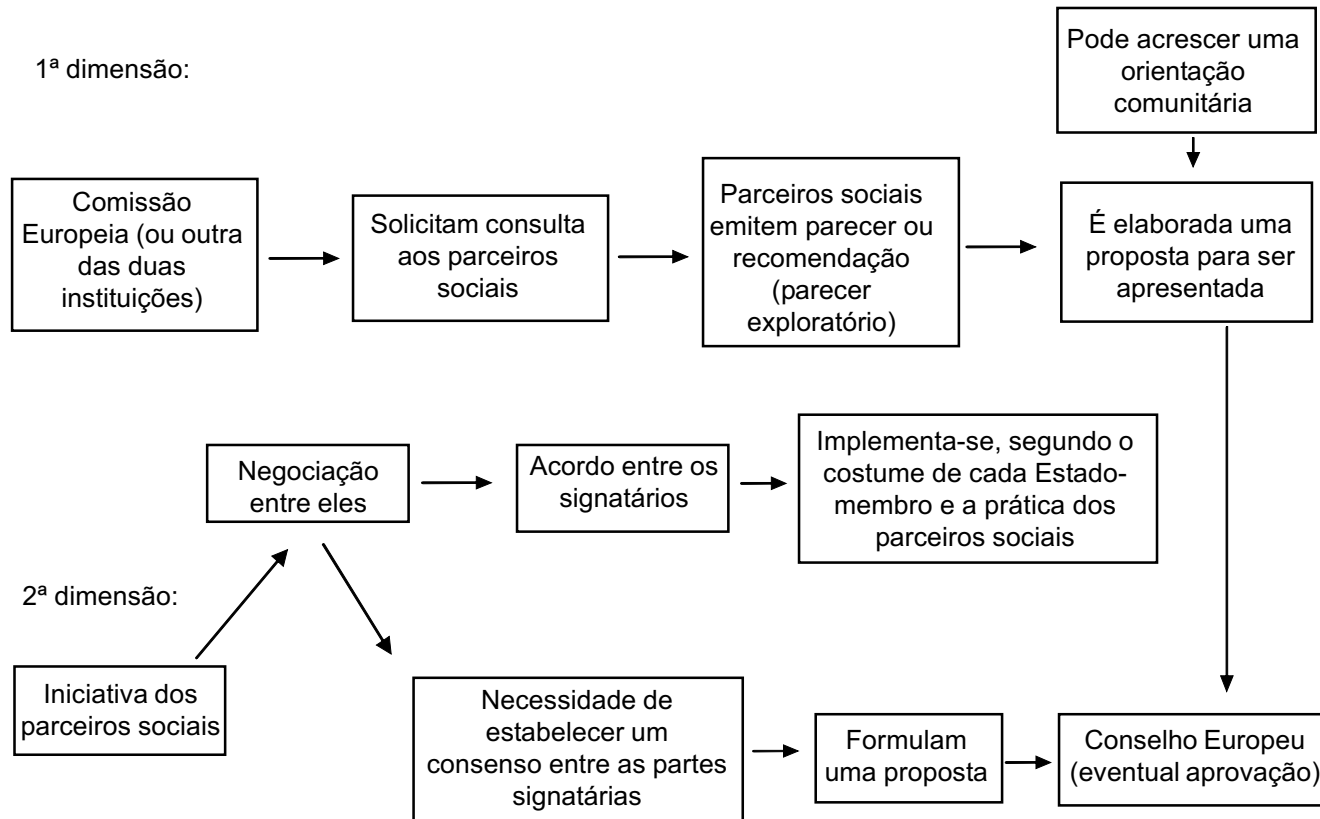 1ª dimensão:
Pode acrescer uma
orientação
comunitária
Comissão
Europeia (ou outra
das duas
instituições)
Solicitam consulta
aos parceiros
sociais
Parceiros sociais
emitem parecer ou
recomendação
(parecer
exploratório)
É elaborada uma
proposta para ser
apresentada
Negociação
entre eles
Acordo entre os
signatários
Implementa-se, segundo o
costume de cada Estado-
membro e a prática dos
parceiros sociais
2ª dimensão:
Iniciativa dos
parceiros sociais
Necessidade de
estabelecer um
consenso entre as partes
signatárias
Formulam
uma proposta
Conselho Europeu
(eventual aprovação)